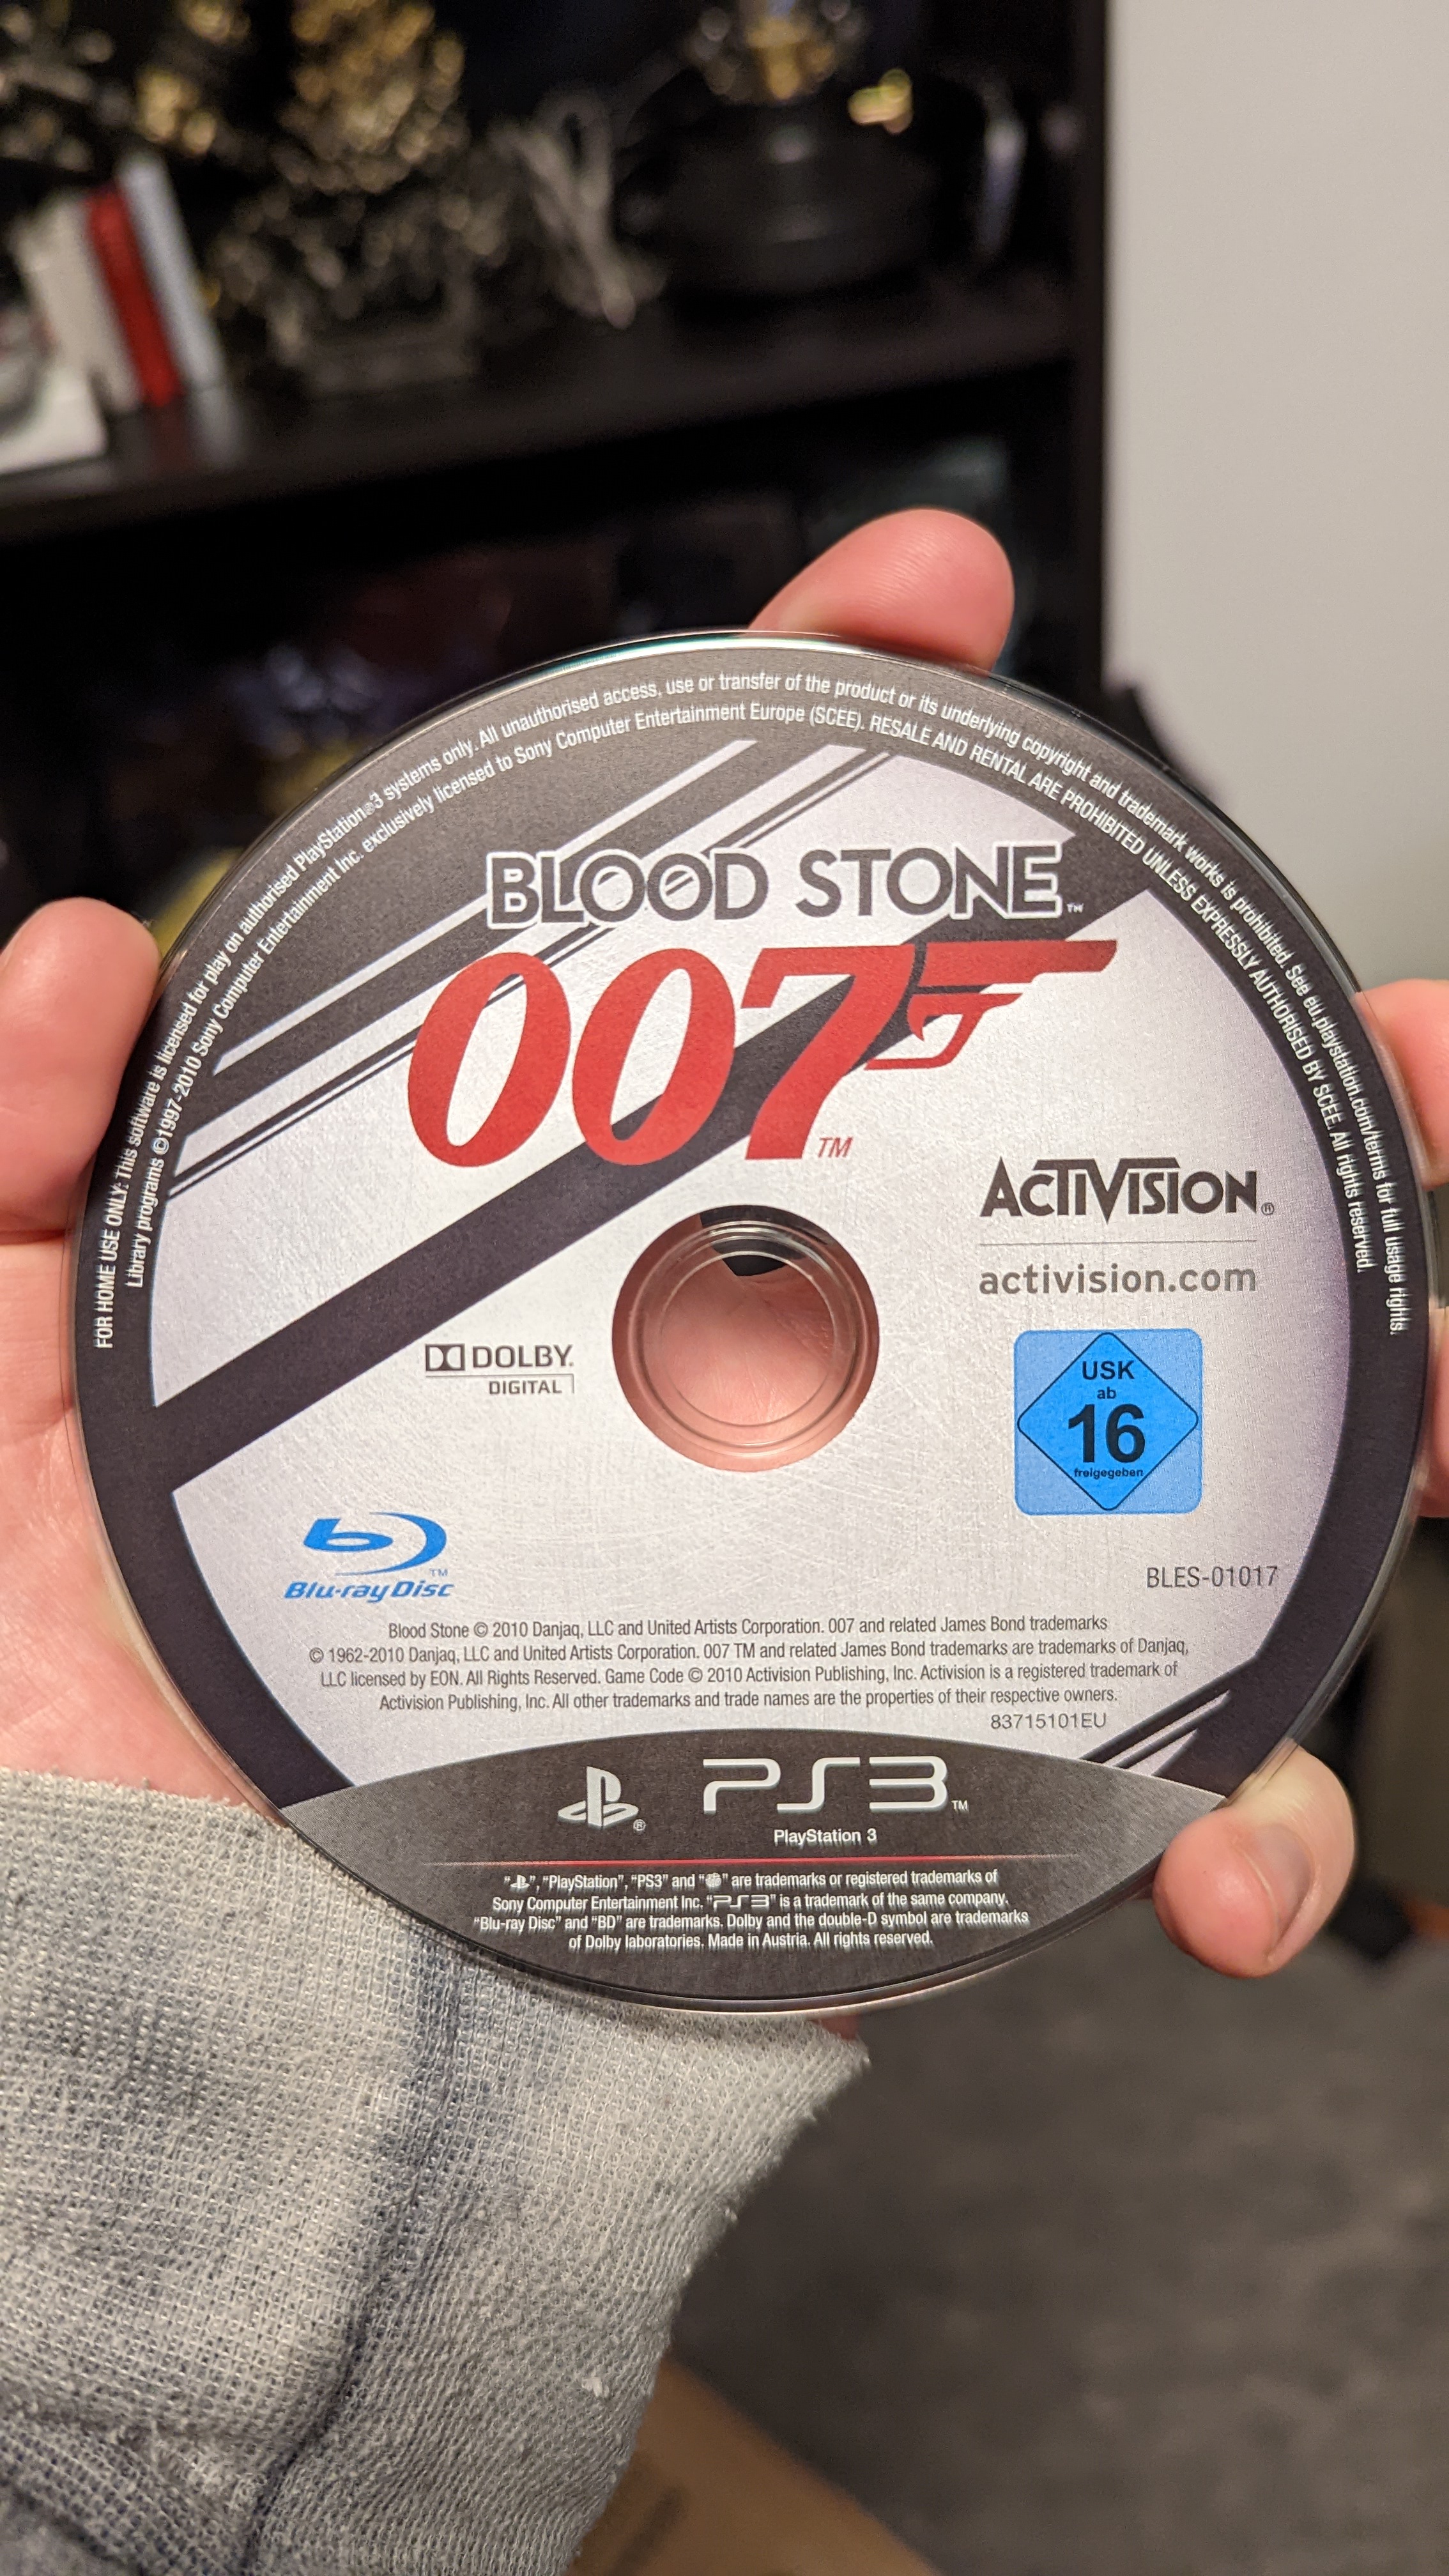 FOR HOME USE ONLY: This software is licensed for play on authorised PlayStation®3 systems only. All unauthorised access, use or transfer of the product or its underlying copyright and trademark works is prohibited. See eu.playstation.com/terms for full usage rights.
Library programs ©1997-2010 Sony Computer Entertainment Inc. exclusively licensed to Sony Computer Entertainment Europe (SCEE). RESALE AND RENTAL ARE PROHIBITED UNLESS EXPRESSLY AUTHORISED BY SCEE. All rights reserved.
BLOOD STONE™
007™
ACTIVISION®
activision.com
DOLBY®
DIGITAL
USK
ab
16
freigegeben
Blu-ray Disc™
BLES-01017
Blood Stone © 2010 Danjaq, LLC and United Artists Corporation. 007 and related James Bond trademarks
© 1962-2010 Danjaq, LLC and United Artists Corporation. 007 TM and related James Bond trademarks are trademarks of Danjaq,
LLC licensed by EON. All Rights Reserved. Game Code © 2010 Activision Publishing, Inc. Activision is a registered trademark of
Activision Publishing, Inc. All other trademarks and trade names are the properties of their respective owners.
83715101EU
PS3™
PlayStation 3
"", "PlayStation", "PS3" and "" are trademarks or registered trademarks of
Sony Computer Entertainment Inc. "PS3" is a trademark of the same company.
"Blu-ray Disc" and "BD" are trademarks. Dolby and the double-D symbol are trademarks
of Dolby laboratories. Made in Austria. All rights reserved.